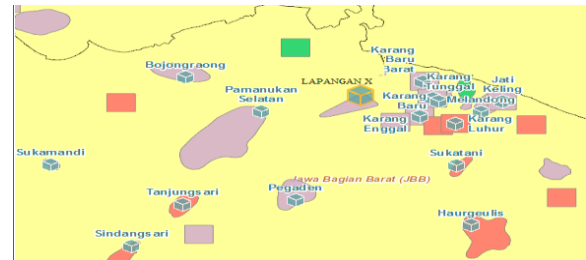 Karang
Baru
Barat
Bojongraong
LAPANGAN X
Karang
Tunggal
Jati
Keling
Pamanukan
Selatan
Karang
Baru
Melandong
Karang
Enggal
Karang
Luhur
Sukamandi
Sukatani
Jawa Bagian Barat (JBB)
Tanjungsari
Pegaden
Haurgeulis
Sindangsari